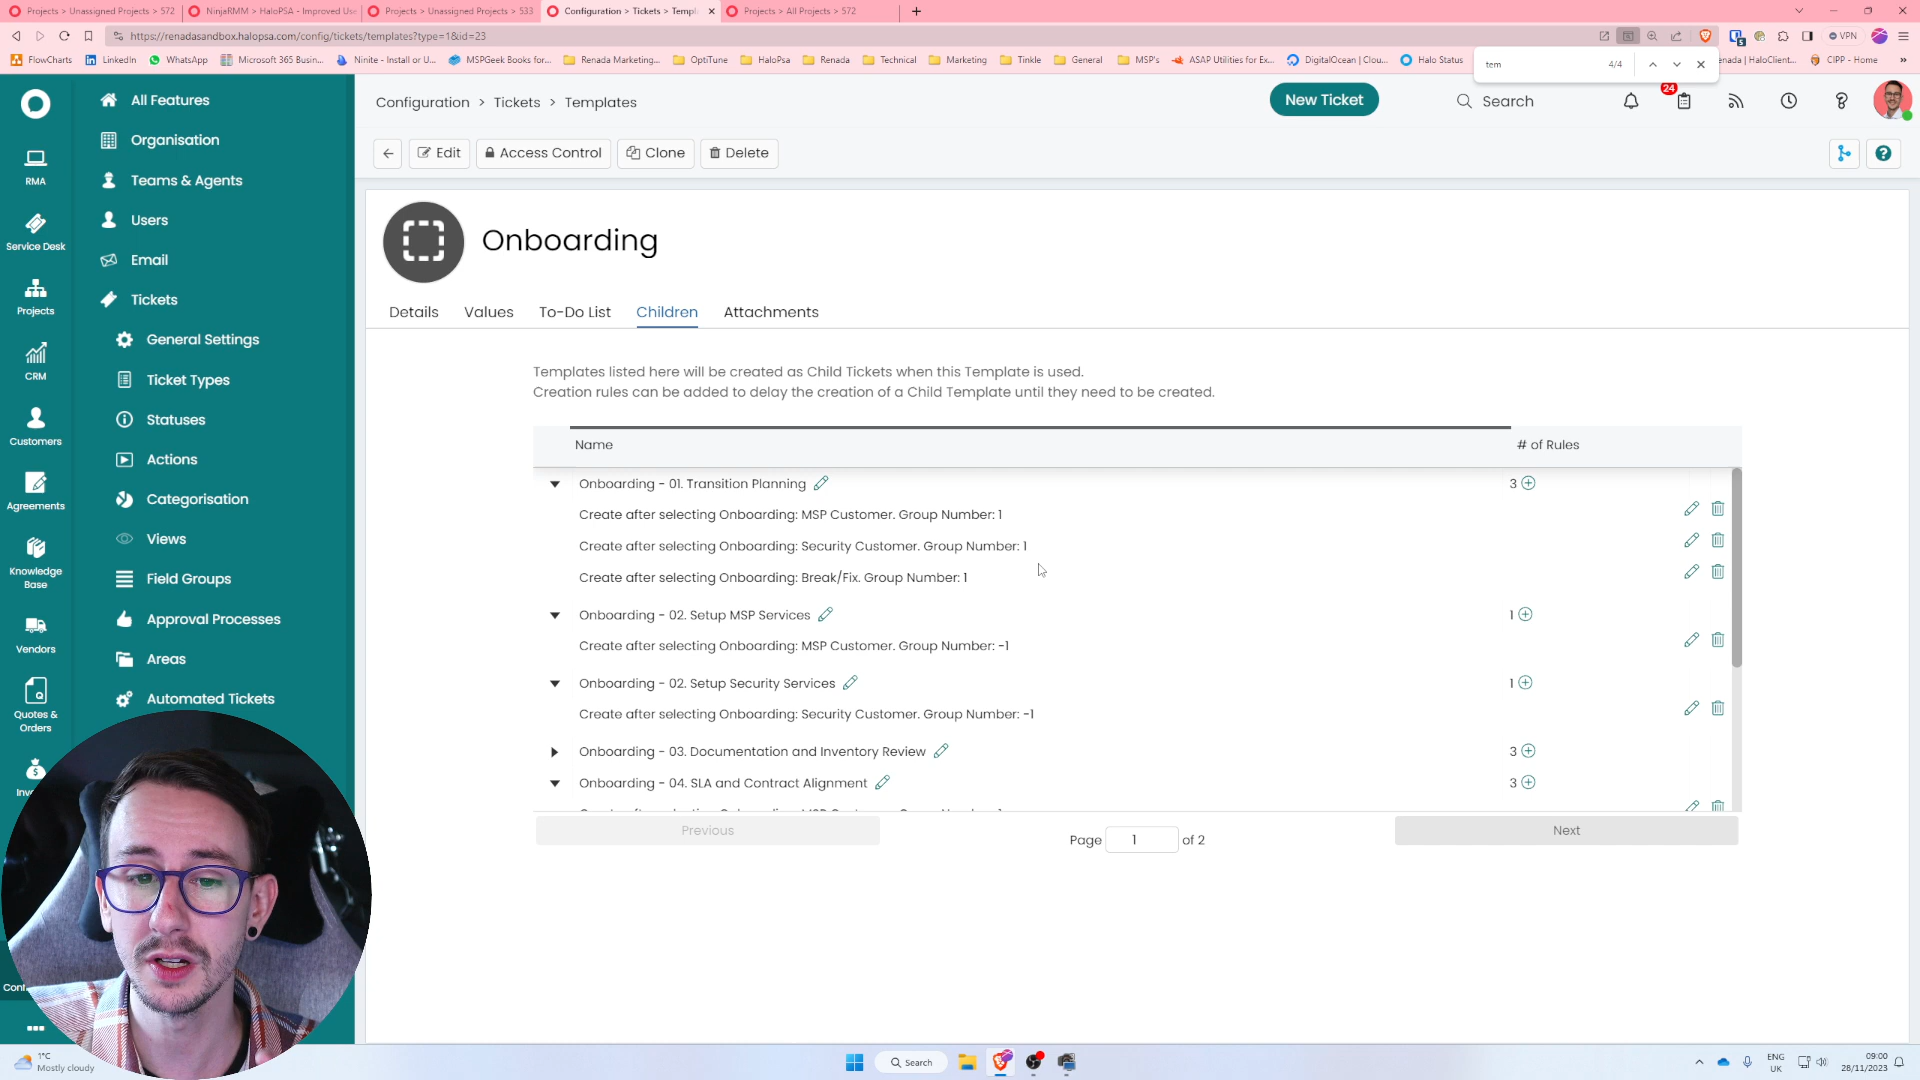 Projects > Unassigned Projects > 572
NinjaRMM > HaloPSA - Improved Use
Projects > Unassigned Projects > 533
Configuration > Tickets > Templ
Projects > All Projects > 572
https://renadasandbox.halopsa.com/config/tickets/templates?type=1&id=23
VPN
FlowCharts
LinkedIn
WhatsApp
Microsoft 365 Busin...
Ninite - Install or U...
MSPGeek Books for...
Renada Marketing...
OptiTune
HaloPsa
Renada
Technical
Marketing
Tinkle
General
MSP's
ASAP Utilities for Ex...
DigitalOcean | Clou...
Halo Status
enada | HaloClient...
CIPP - Home
tem
4/4
RMA
Service Desk
Projects
CRM
Customers
Agreements
Knowledge
Base
Vendors
Quotes &
Orders
All Features
Organisation
Teams & Agents
Users
Email
Tickets
General Settings
Ticket Types
Statuses
Actions
Categorisation
Views
Field Groups
Approval Processes
Areas
Automated Tickets
Configuration > Tickets > Templates
New Ticket
Search
24
Edit
Access Control
Clone
Delete
Onboarding
Details
Values
To-Do List
Children
Attachments
Templates listed here will be created as Child Tickets when this Template is used.
Creation rules can be added to delay the creation of a Child Template until they need to be created.
Name
# of Rules
Onboarding - 01. Transition Planning
3
Create after selecting Onboarding: MSP Customer. Group Number: 1
Create after selecting Onboarding: Security Customer. Group Number: 1
Create after selecting Onboarding: Break/Fix. Group Number: 1
Onboarding - 02. Setup MSP Services
1
Create after selecting Onboarding: MSP Customer. Group Number: -1
Onboarding - 02. Setup Security Services
1
Create after selecting Onboarding: Security Customer. Group Number: -1
Onboarding - 03. Documentation and Inventory Review
3
Onboarding - 04. SLA and Contract Alignment
3
Previous
Page 1 of 2
Next
1°C
Mostly cloudy
Search
ENG
UK
09:00
28/11/2023